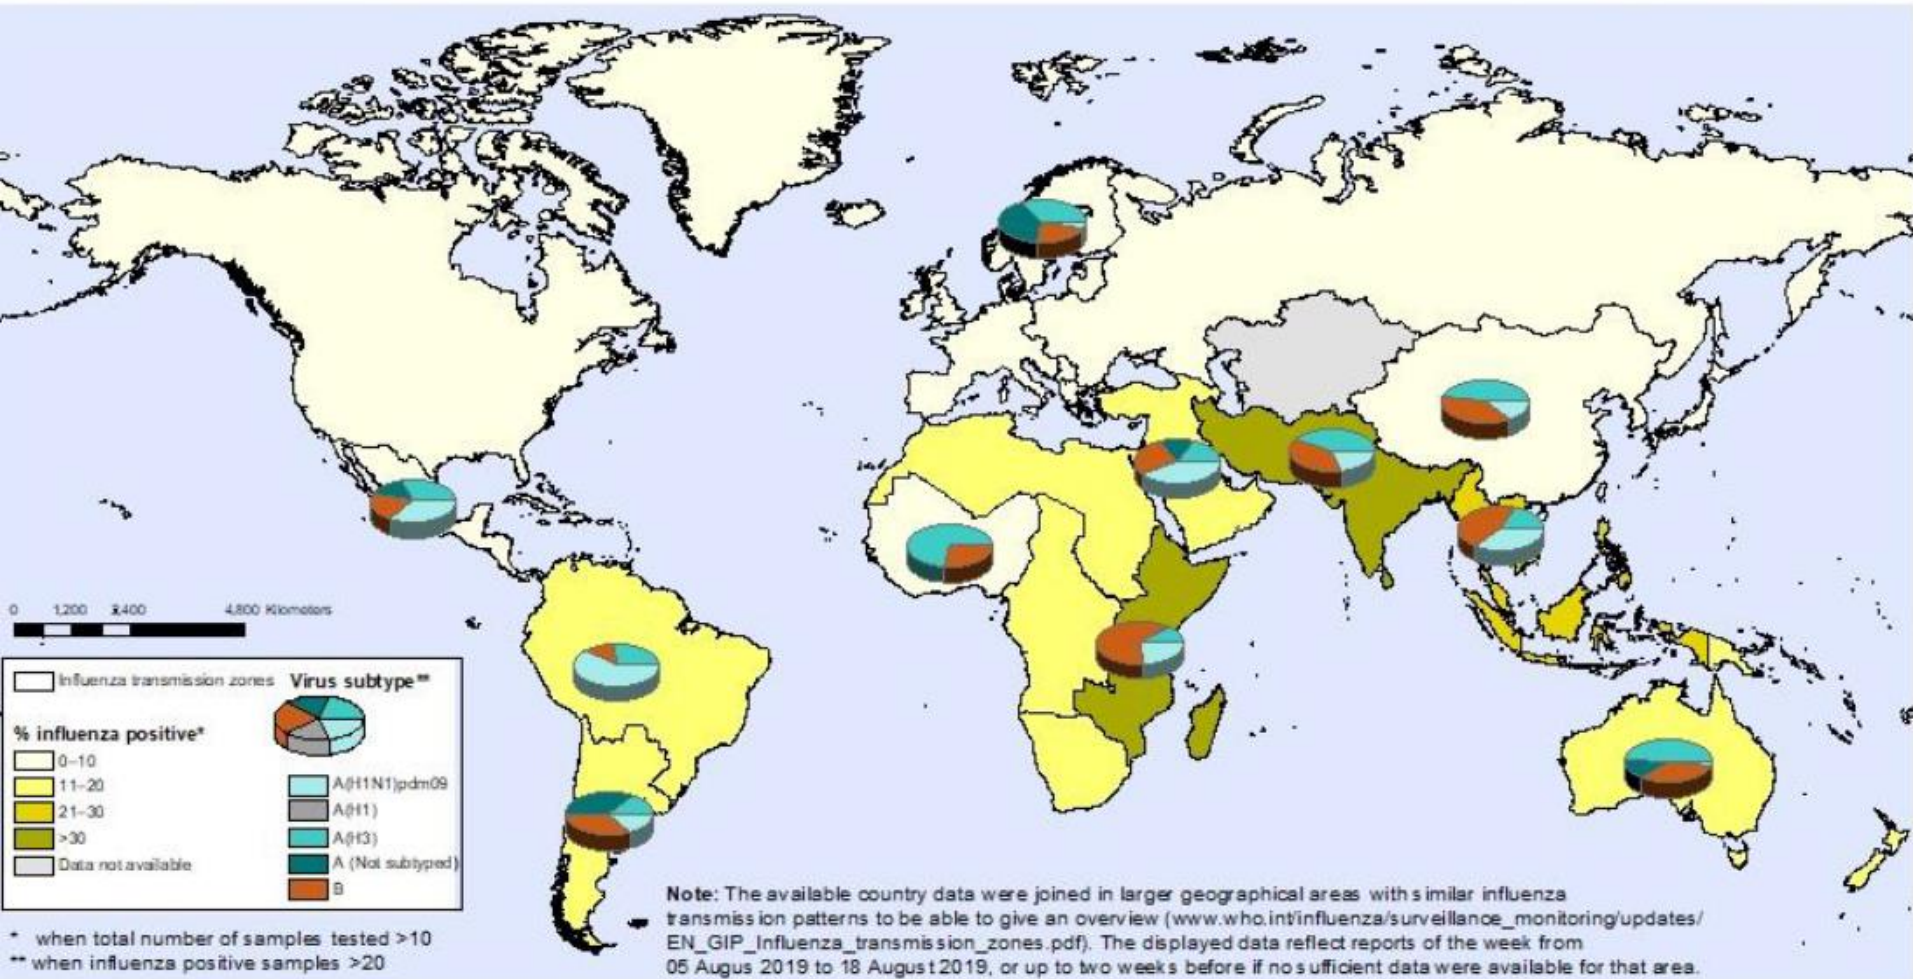 0 1,200 2,400 4,800 Kilometers
Influenza transmission zones
% influenza positive*
0–10
11–20
21–30
>30
Data not available
Virus subtype**
A(H1N1)pdm09
A(H1)
A(H3)
A (Not subtyped)
B
* when total number of samples tested >10
** when influenza positive samples >20
Note: The available country data were joined in larger geographical areas with similar influenza
transmission patterns to be able to give an overview (www.who.int/influenza/surveillance_monitoring/updates/
EN_GIP_Influenza_transmission_zones.pdf). The displayed data reflect reports of the week from
05 Augus 2019 to 18 August 2019, or up to two weeks before if no sufficient data were available for that area.